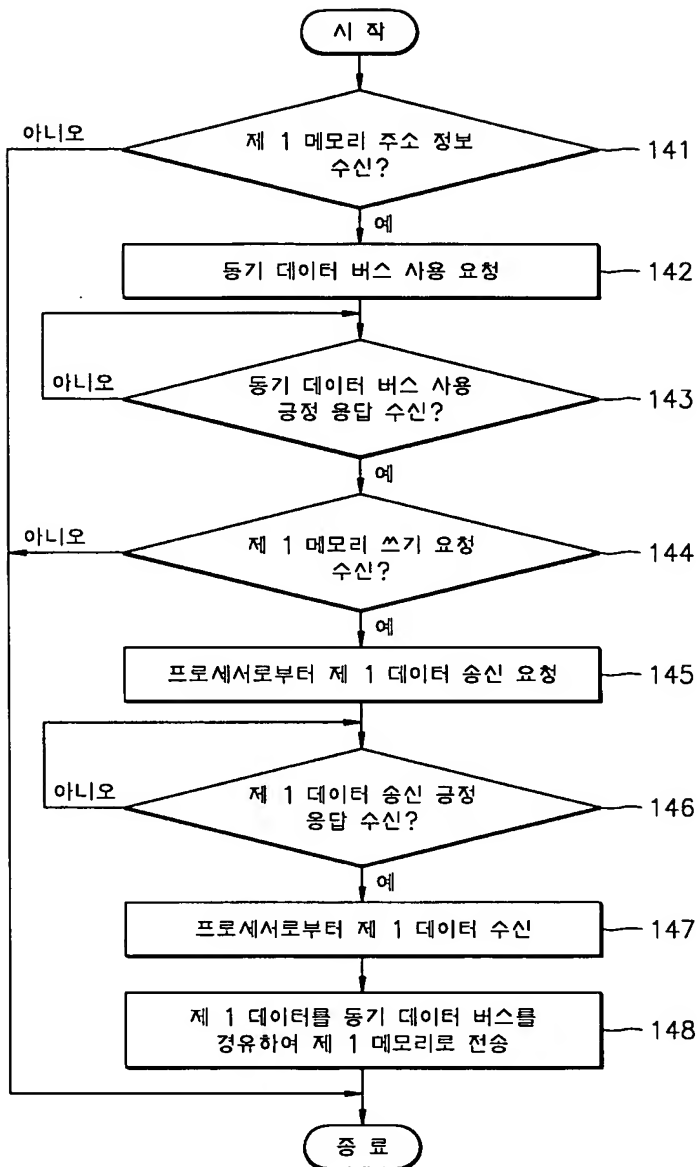 시 작
아니오
제 1 메모리 주소 정보
수신?
141
예
동기 데이터 버스 사용 요청
142
아니오
동기 데이터 버스 사용
긍정 응답 수신?
143
예
아니오
제 1 메모리 쓰기 요청
수신?
144
예
프로세서로부터 제 1 데이터 송신 요청
145
아니오
제 1 데이터 송신 긍정
응답 수신?
146
예
프로세서로부터 제 1 데이터 수신
147
제 1 데이터를 동기 데이터 버스를
경유하여 제 1 메모리로 전송
148
종 료